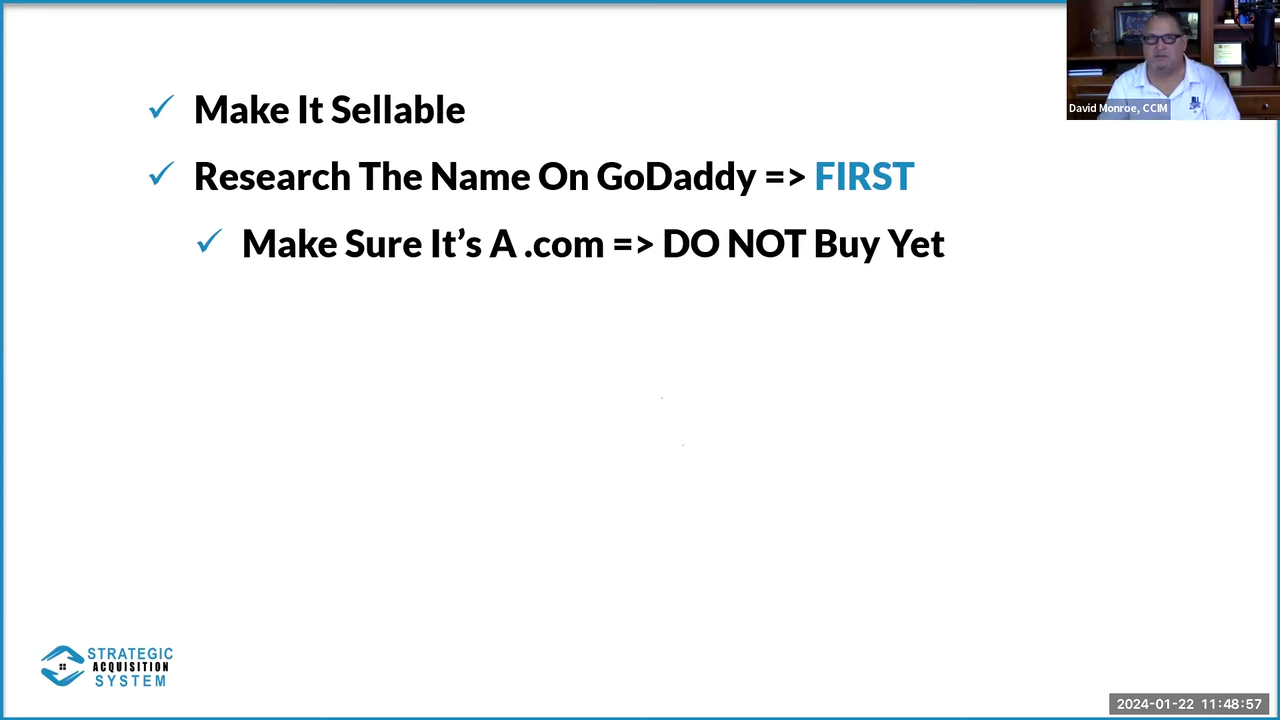 Make It Sellable
Research The Name On GoDaddy => FIRST
Make Sure It’s A .com => DO NOT Buy Yet
David Monroe, CCIM
STRATEGIC
ACQUISITION
SYSTEM
2024-01-22 11:48:57